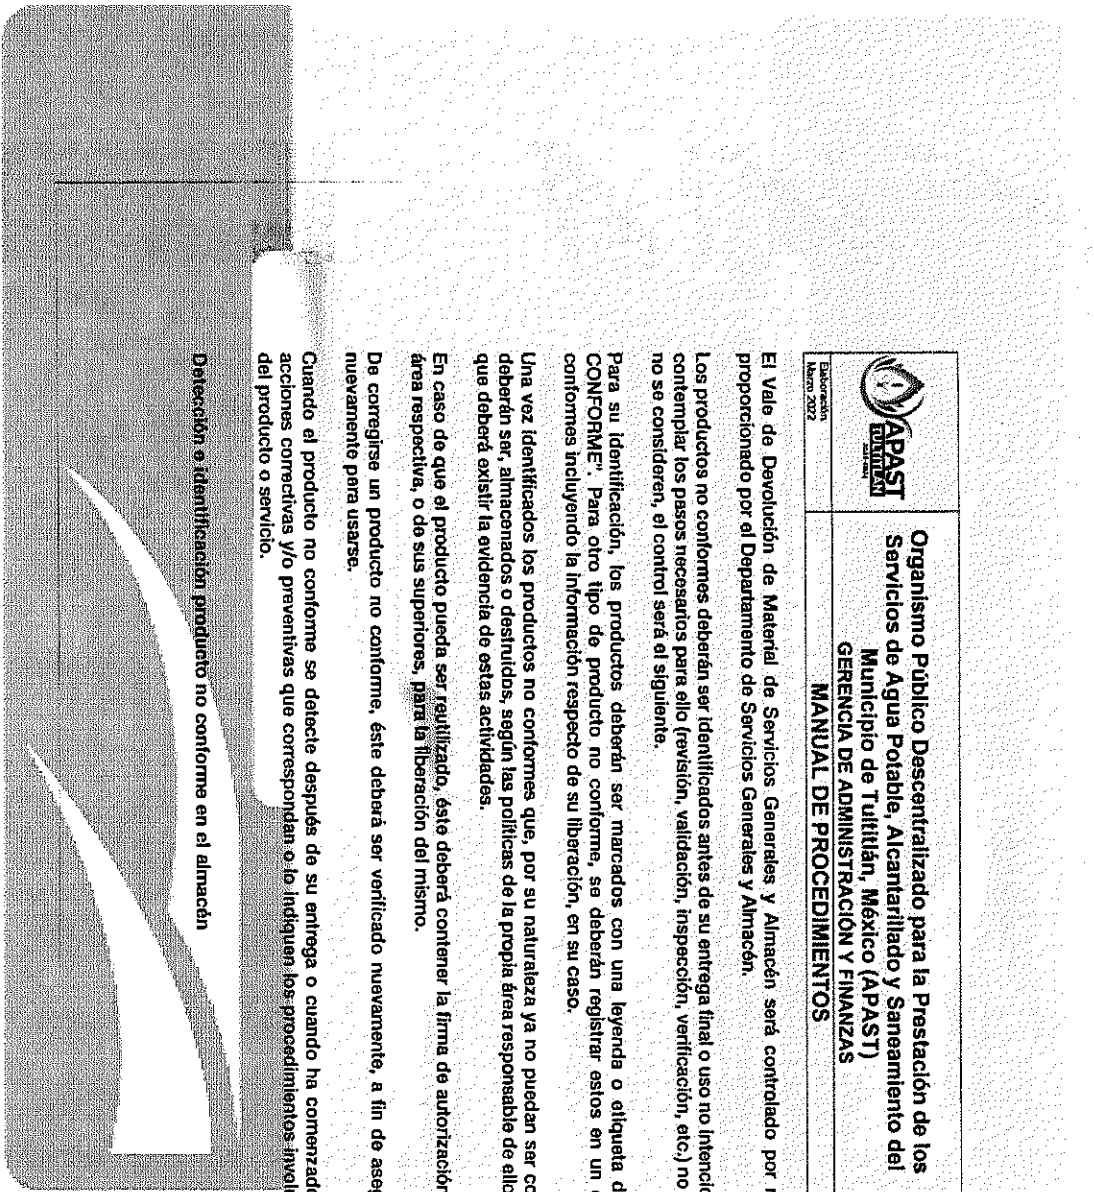 APAST
TULTITLÁN
Organismo Público Descentralizado para la Prestación de los
Servicios de Agua Potable, Alcantarillado y Saneamiento del
Municipio de Tultitlán, México (APAST)
GERENCIA DE ADMINISTRACIÓN Y FINANZAS
Elaboración
Marzo 2022
MANUAL DE PROCEDIMIENTOS
El Vale de Devolución de Material de Servicios Generales y Almacén será controlado por
proporcionado por el Departamento de Servicios Generales y Almacén.
Los productos no conformes deberán ser identificados antes de su entrega final o uso no intenci
contemplar los pasos necesarios para ello (revisión, validación, inspección, verificación, etc.) no
no se consideren, el control será el siguiente.
Para su identificación, los productos deberán ser marcados con una leyenda o etiqueta d
CONFORME". Para otro tipo de producto no conforme, se deberán registrar estos en un
conformes incluyendo la información respecto de su liberación, en su caso.
Una vez identificados los productos no conformes que, por su naturaleza ya no puedan ser co
deberán ser, almacenados o destruidos, según las políticas de la propia área responsable de ello
que deberá existir la evidencia de estas actividades.
En caso de que el producto pueda ser reutilizado, éste deberá contener la firma de autorización
área respectiva, o de sus superiores, para la liberación del mismo.
De corregirse un producto no conforme, éste deberá ser verificado nuevamente, a fin de aseg
nuevamente para usarse.
Cuando el producto no conforme se detecte después de su entrega o cuando ha comenzad
acciones correctivas y/o preventivas que correspondan o lo indiquen los procedimientos involu
del producto o servicio.
Detección e identificación producto no conforme en el almacén